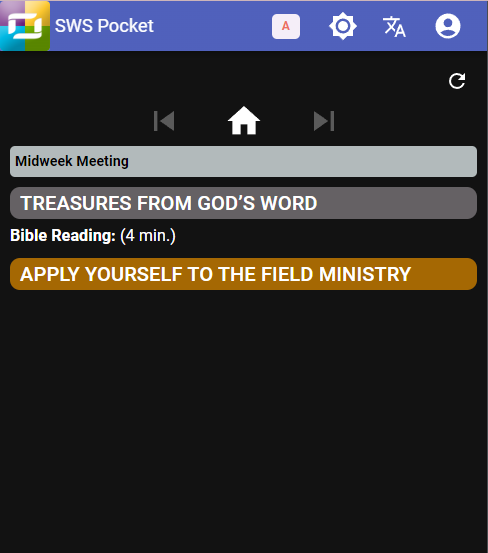 SWS Pocket
A
Midweek Meeting
TREASURES FROM GOD’S WORD
Bible Reading: (4 min.)
APPLY YOURSELF TO THE FIELD MINISTRY